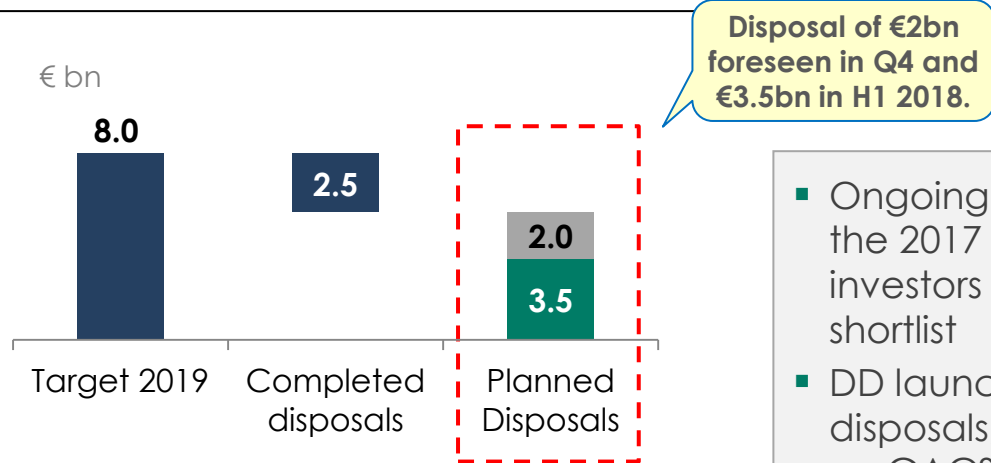 Disposal of €2bn
foreseen in Q4 and
€3.5bn in H1 2018.
€ bn
8.0
2.5
2.0
3.5
Target 2019
Completed
disposals
Planned
Disposals
▪ Ongoing
the 2017
investors
shortlist
▪ DD
disposals